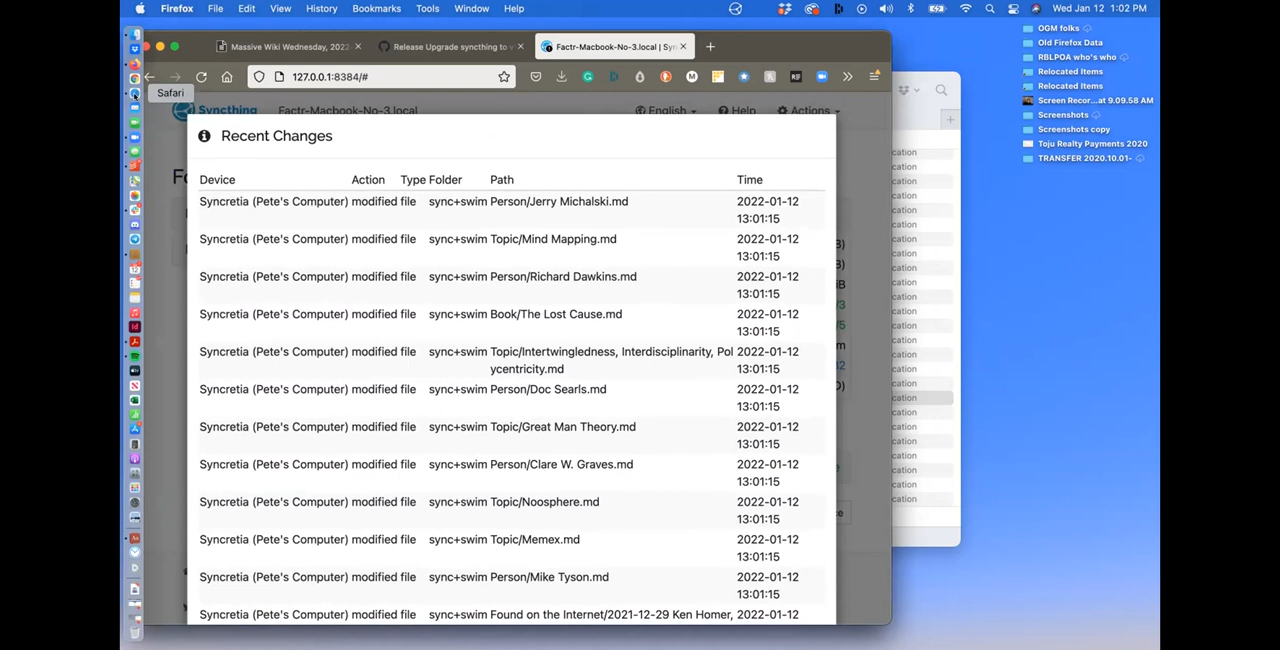 Firefox File Edit View History Bookmarks Tools Window Help Wed Jan 12 1:02 PM
Massive Wiki Wednesday, 202
Release Upgrade syncthing to v
Factr-Macbook-No-3.local | Syn
127.0.0.1:8384/#
Safari
Syncthing Factr-Macbook-No-3.local English Help Actions
Recent Changes
Device Action Type Folder Path Time
Syncretia (Pete's Computer) modified file sync+swim Person/Jerry Michalski.md 2022-01-12
13:01:15
Syncretia (Pete's Computer) modified file sync+swim Topic/Mind Mapping.md 2022-01-12
13:01:15
Syncretia (Pete's Computer) modified file sync+swim Person/Richard Dawkins.md 2022-01-12
13:01:15
Syncretia (Pete's Computer) modified file sync+swim Book/The Lost Cause.md 2022-01-12
13:01:15
Syncretia (Pete's Computer) modified file sync+swim Topic/Intertwingledness, Interdisciplinarity, Pol 2022-01-12
ycentricity.md 13:01:15
Syncretia (Pete's Computer) modified file sync+swim Person/Doc Searls.md 2022-01-12
13:01:15
Syncretia (Pete's Computer) modified file sync+swim Topic/Great Man Theory.md 2022-01-12
13:01:15
Syncretia (Pete's Computer) modified file sync+swim Person/Clare W. Graves.md 2022-01-12
13:01:15
Syncretia (Pete's Computer) modified file sync+swim Topic/Noosphere.md 2022-01-12
13:01:15
Syncretia (Pete's Computer) modified file sync+swim Topic/Memex.md 2022-01-12
13:01:15
Syncretia (Pete's Computer) modified file sync+swim Person/Mike Tyson.md 2022-01-12
13:01:15
Syncretia (Pete's Computer) modified file sync+swim Found on the Internet/2021-12-29 Ken Homer, 2022-01-12
OGM folks
Old Firefox Data
RBLPOA who's who
Relocated Items
Relocated Items
Screen Recor...at 9.09.58 AM
Screenshots
Screenshots copy
Toju Realty Payments 2020
TRANSFER 2020.10.01-